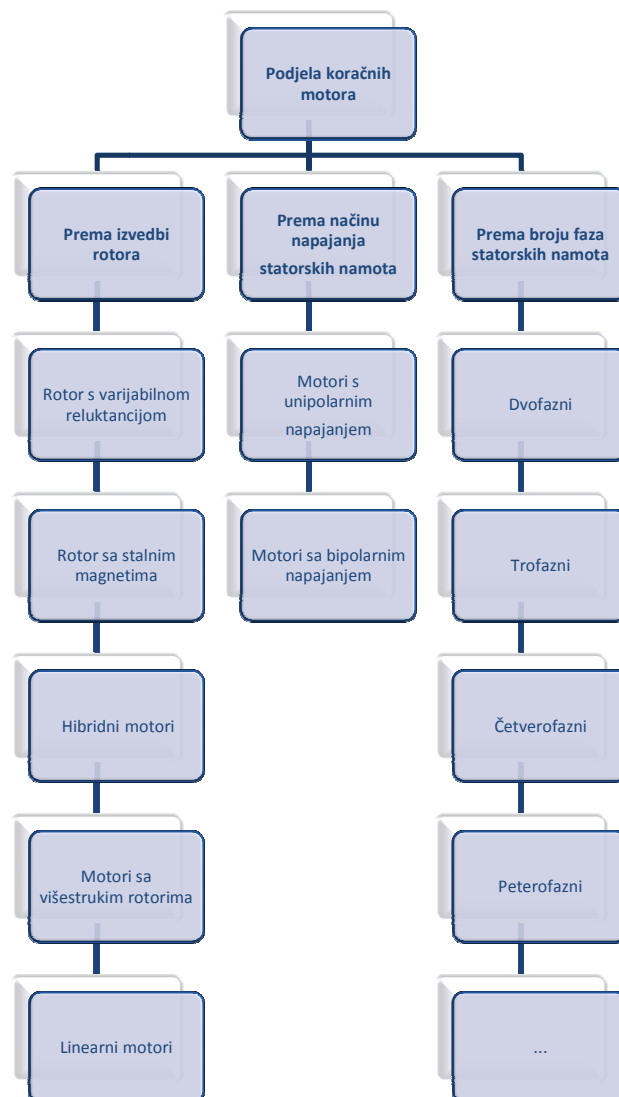 Podjela koračnih
motora
Prema izvedbi
rotora
Rotor s varijabilnom
reluktancijom
Rotor sa stalnim
magnetima
Hibridni motori
Motori sa
višestrukim rotorima
Linearni motori
Prema načinu
napajanja
statorskih namota
Motori s
unipolarnim
napajanjem
Motori sa bipolarnim
napajanjem
Prema broju faza
statorskih namota
Dvofazni
Trofazni
Četverofazni
Peterofazni
...